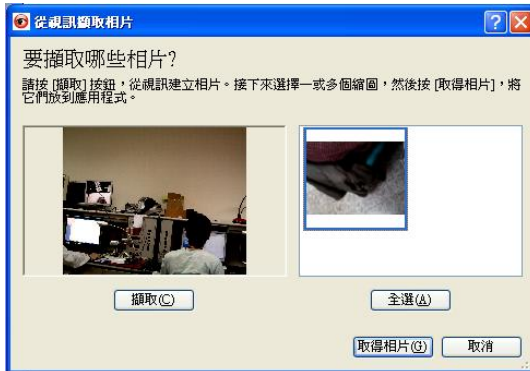 從視訊擷取相片
要擷取哪些相片?
請按 [擷取] 按鈕，從視訊建立相片。接下來選擇一或多個縮圖，然後按 [取得相片]，將
它們放到應用程式。
擷取(C)
全選(A)
取得相片(G)
取消